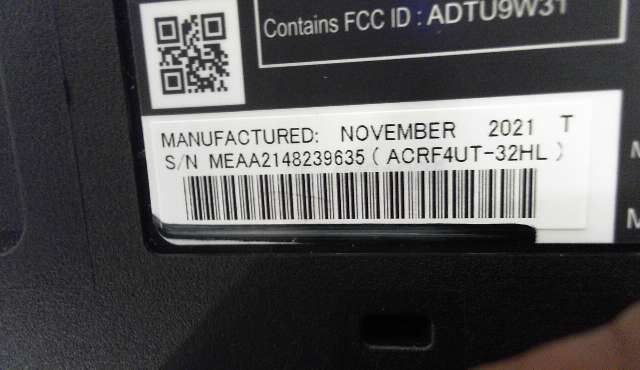 Contains FCC ID : ADTU9W31
MANUFACTURED: NOVEMBER 2021 T
S/N MEAA2148239635 ( ACRF4UT-32HL )
M
M